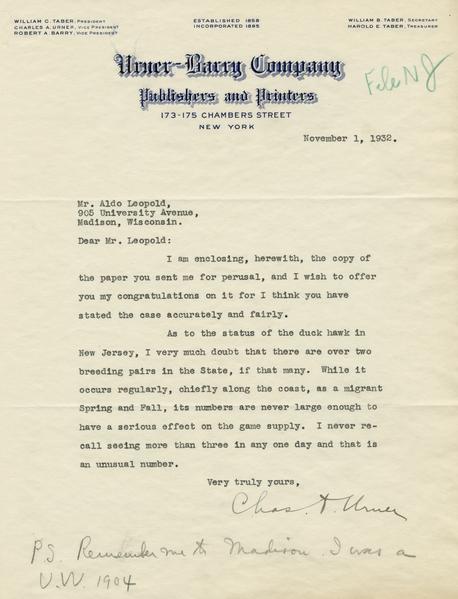 WILLIAM C. TABER, PRESIDENT
CHARLES A. URNER, VICE PRESIDENT
ROBERT A. BARRY, VICE PRESIDENT
ESTABLISHED 1858
INCORPORATED 1895
WILLIAM B. TABER, SECRETARY
HAROLD E. TABER, TREASURER
Urner-Barry Company
Publishers and Printers
173-175 CHAMBERS STREET
NEW YORK
File NJ
November 1, 1932.
Mr. Aldo Leopold,
905 University Avenue,
Madison, Wisconsin.
Dear Mr. Leopold:
I am enclosing, herewith, the copy of
the paper you sent me for perusal, and I wish to offer
you my congratulations on it for I think you have
stated the case accurately and fairly.
As to the status of the duck hawk in
New Jersey, I very much doubt that there are over two
breeding pairs in the State, if that many. While it
occurs regularly, chiefly along the coast, as a migrant
Spring and Fall, its numbers are never large enough to
have a serious effect on the game supply. I never re-
call seeing more than three in any one day and that is
an unusual number.
Very truly yours,
Chas. A. Urner
P.S. Remember me to Madison. I was a
U.W. 1904